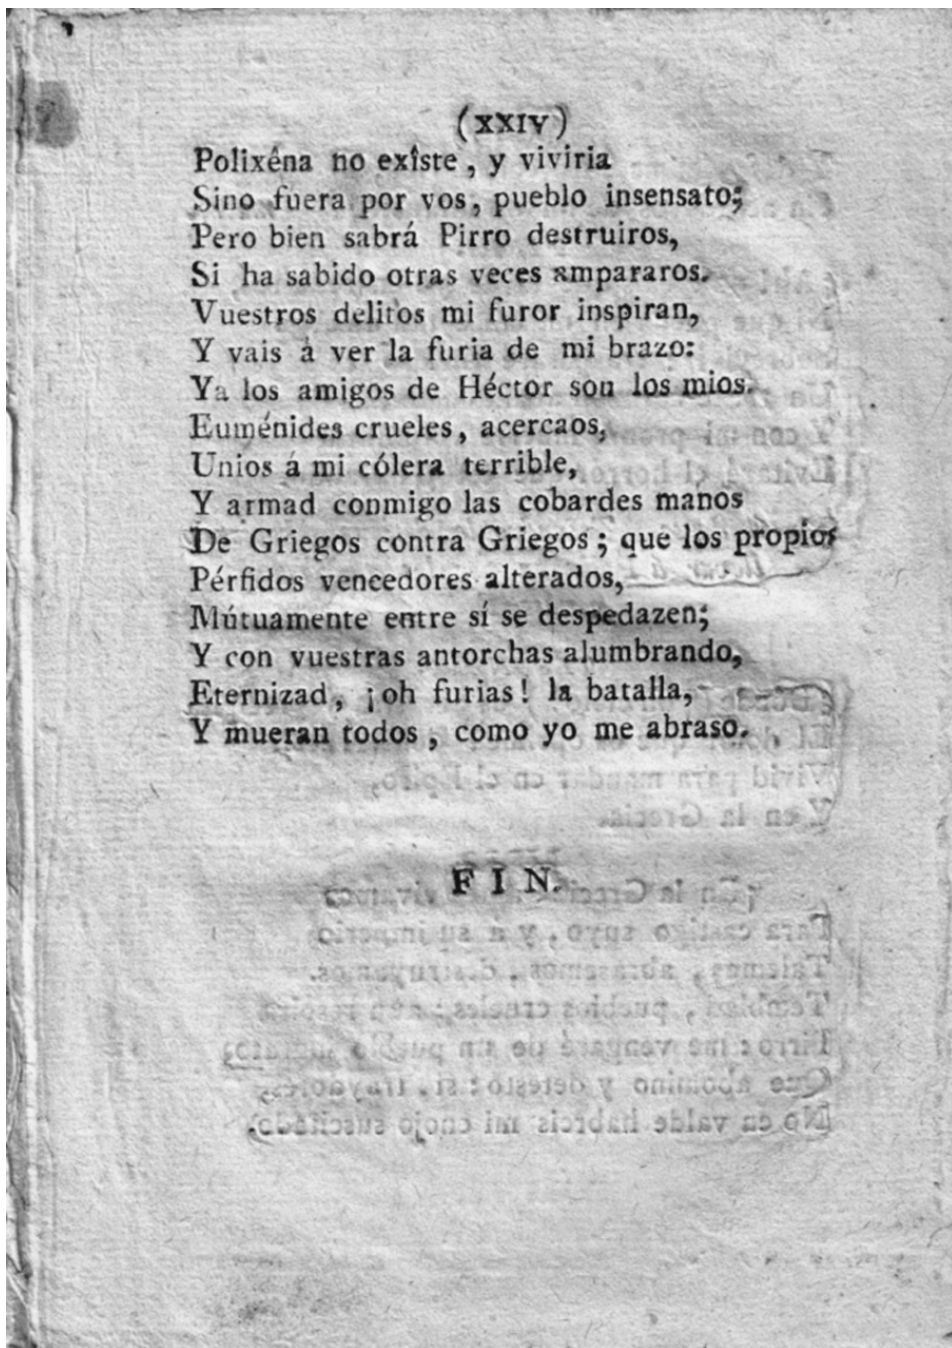 (XXIV)
Polixéna no exîste, y viviria
Sino fuera por vos, pueblo insensato;
Pero bien sabrá Pirro destruiros,
Si ha sabido otras veces ampararos.
Vuestros delitos mi furor inspiran,
Y vais à ver la furia de mi brazo:
Ya los amigos de Héctor son los mios.
Euménides crueles, acercaos,
Unios á mi cólera terrible,
Y armad conmigo las cobardes manos
De Griegos contra Griegos; que los propios
Pérfidos vencedores alterados,
Mútuamente entre sí se despedazen;
Y con vuestras antorchas alumbrando,
Eternizad, ¡oh furias! la batalla,
Y mueran todos, como yo me abraso.
FIN.